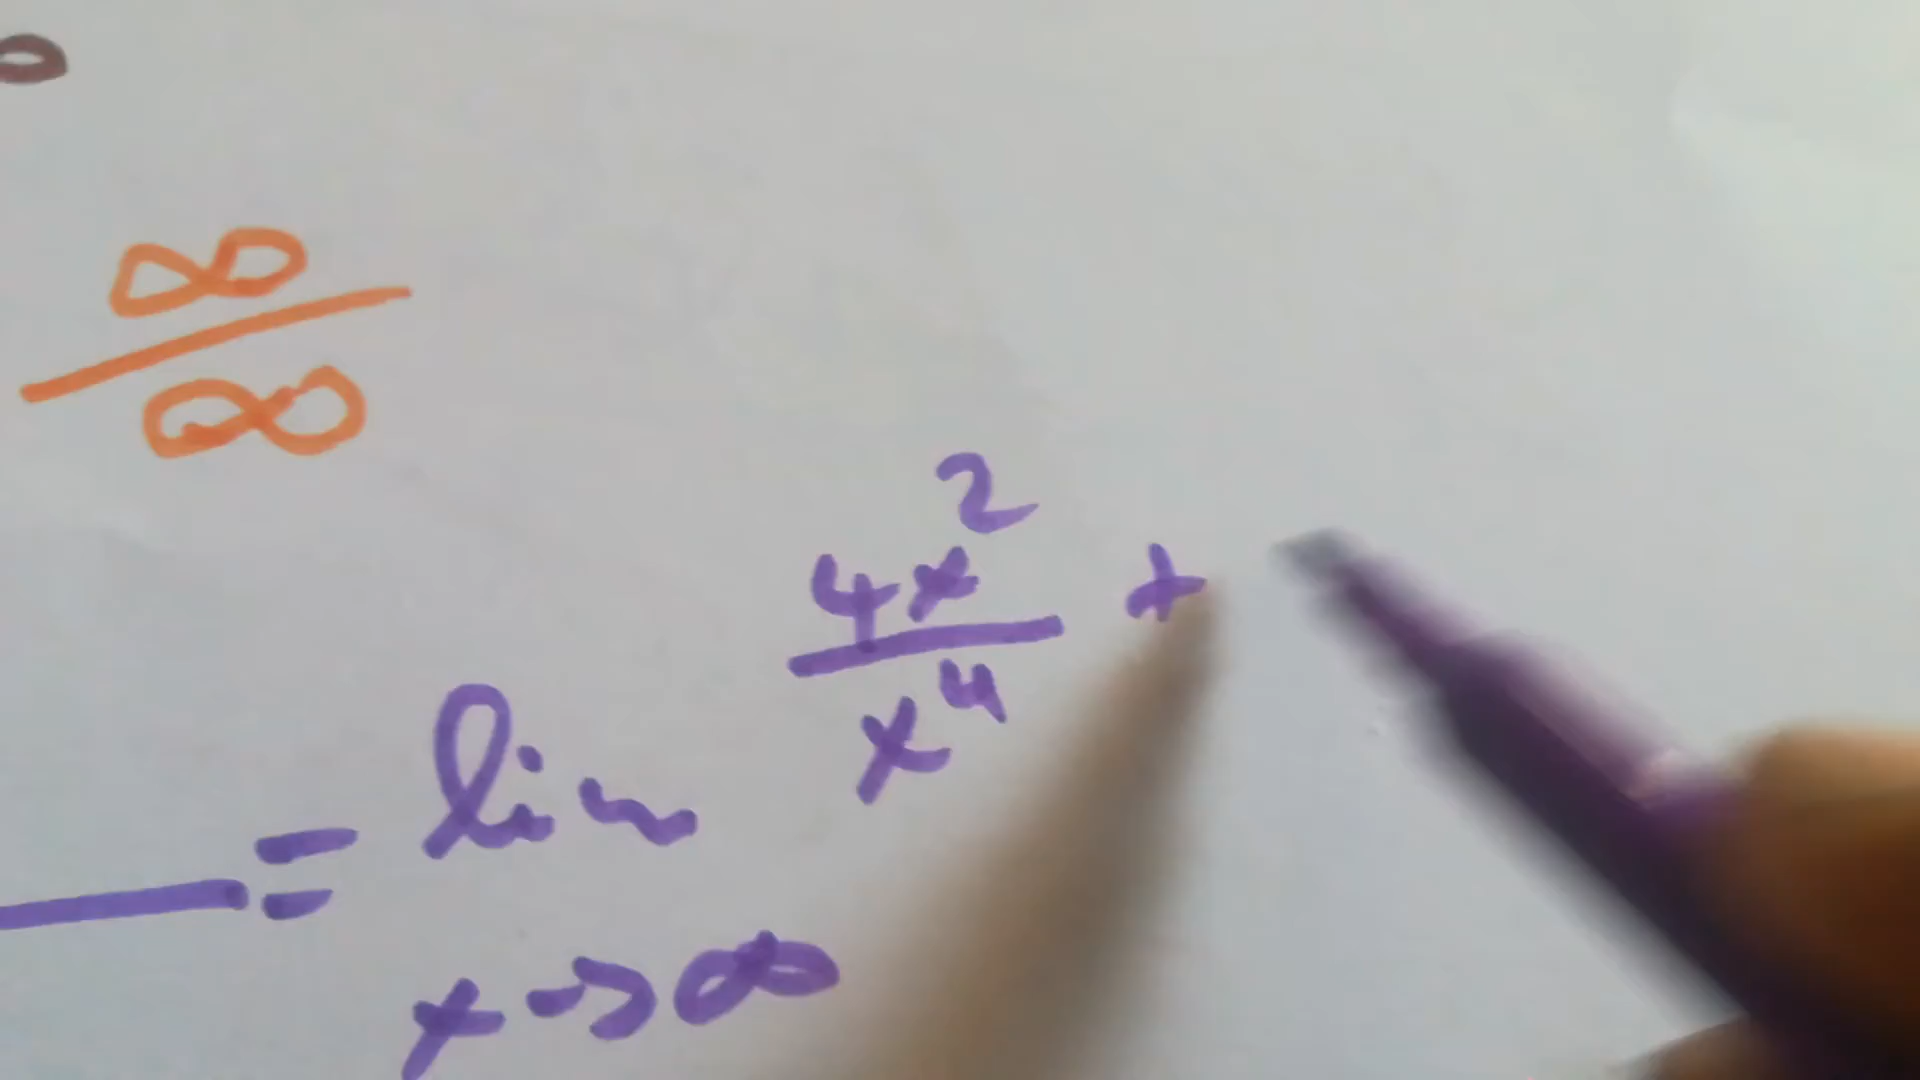 ∞
—
∞
4x² +
—
x⁴
= lim
x→∞